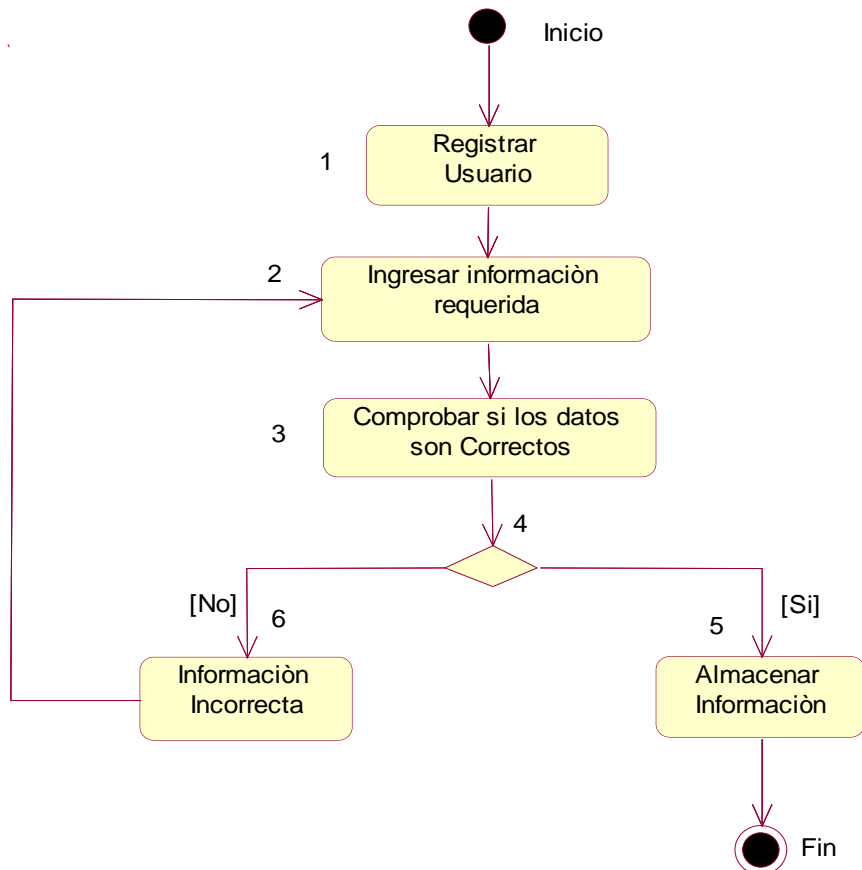 Inicio
1
Registrar
Usuario
2
Ingresar informaciòn
requerida
3
Comprobar si los datos
son Correctos
4
[No]
6
Informaciòn
Incorrecta
[Si]
5
Almacenar
Informaciòn
Fin